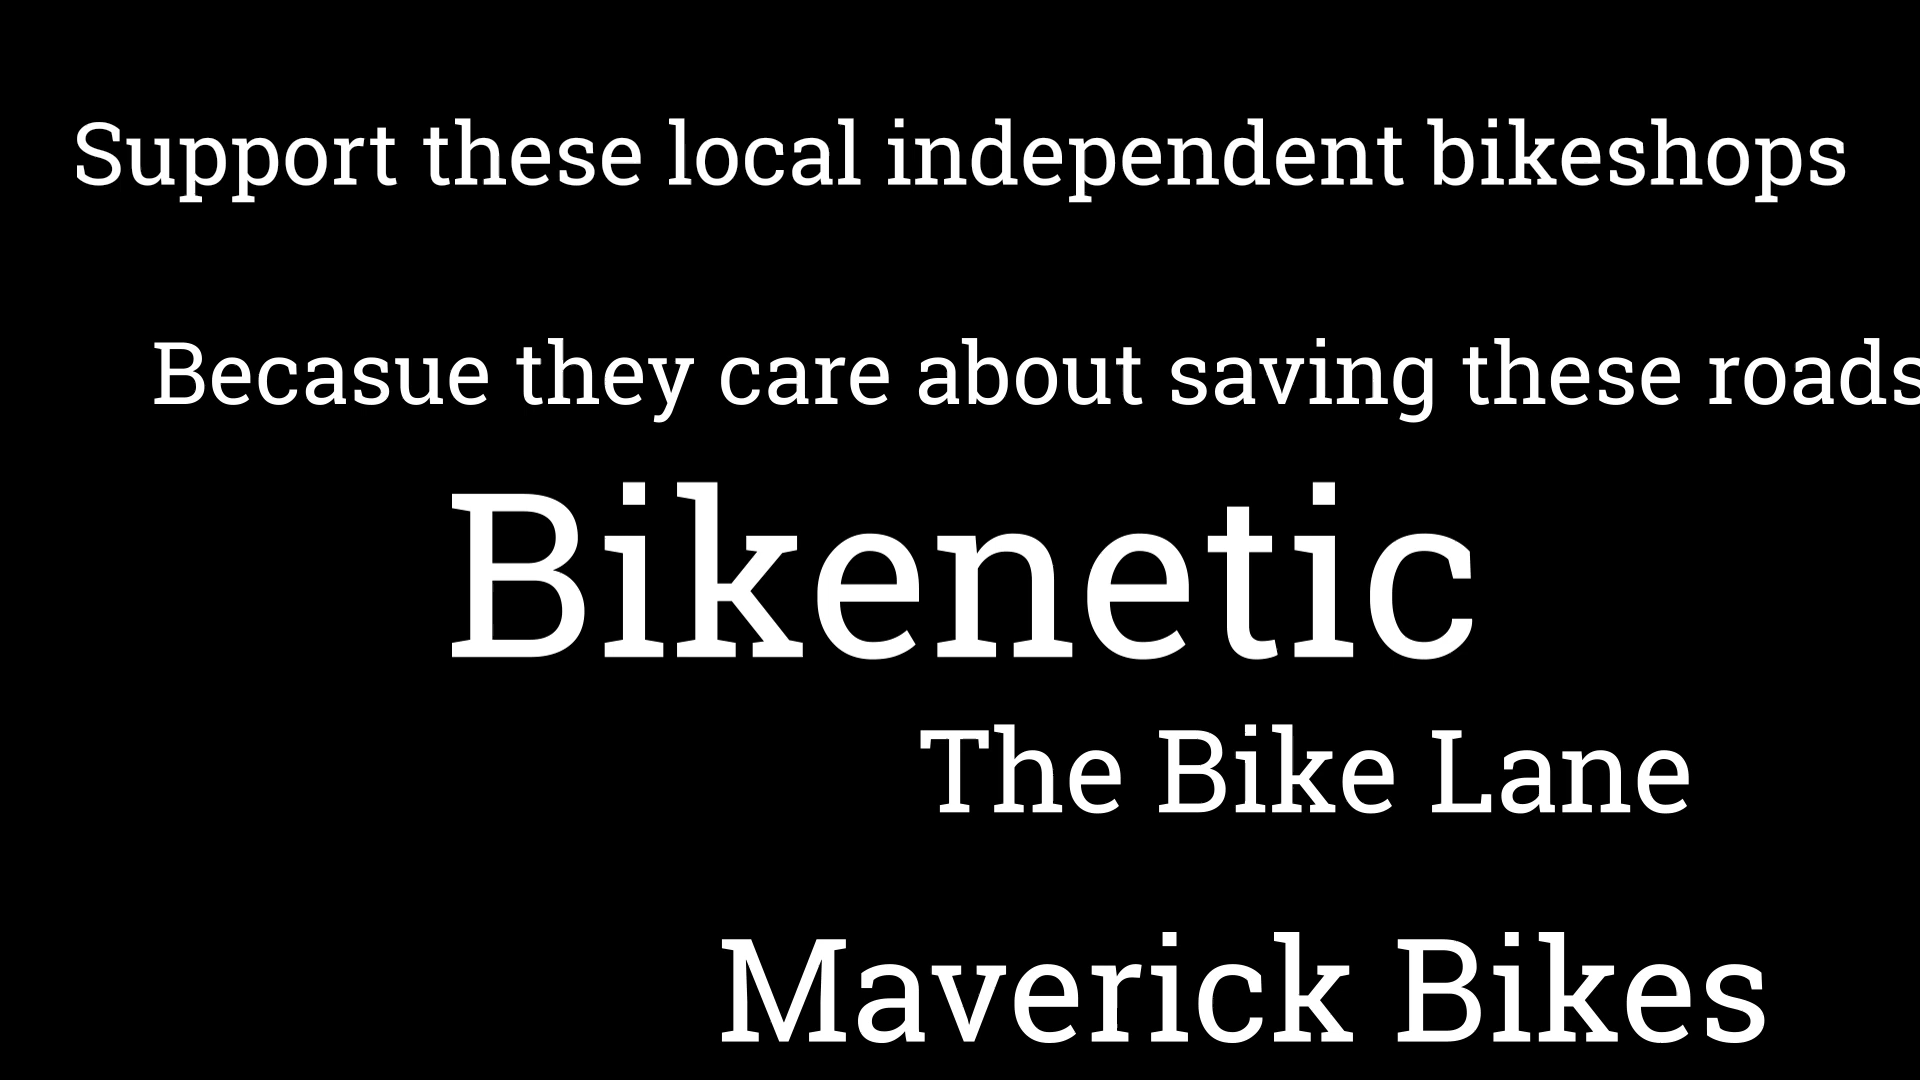 Support these local independent bikeshops
Becasue they care about saving these roads
Bikenetic
The Bike Lane
Maverick Bikes